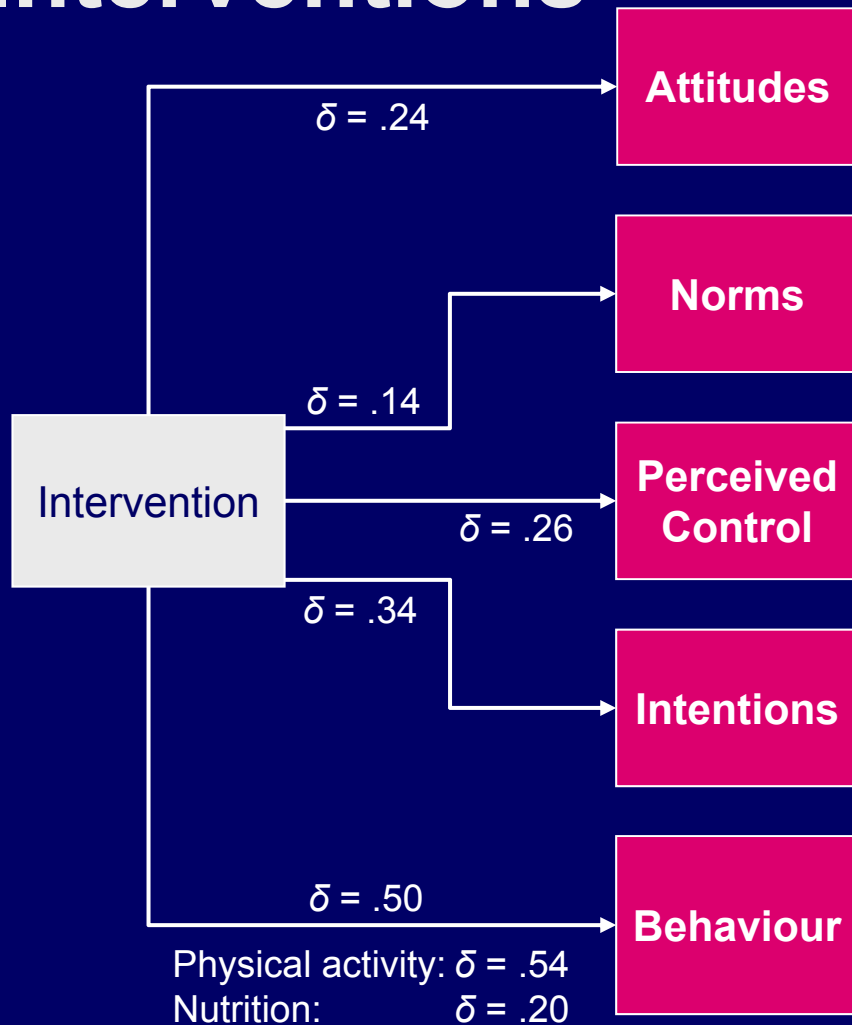 Attitudes
δ = .24
Norms
δ = .14
Intervention
Perceived
Control
δ = .26
δ = .34
Intentions
δ = .50
Behaviour
Physical activity: δ = .54
Nutrition: δ = .20